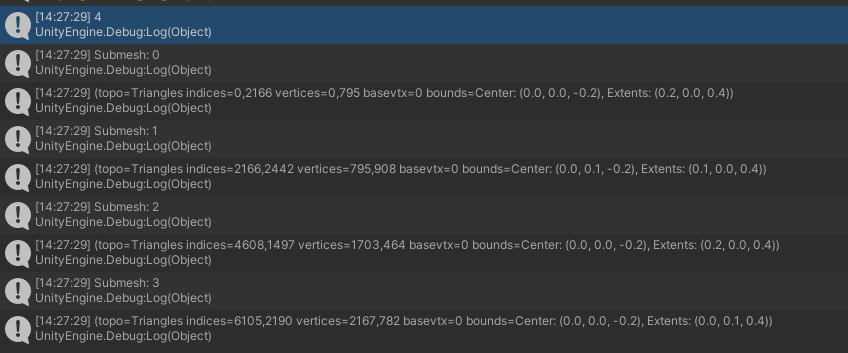 [14:27:29] 4
UnityEngine.Debug:Log(Object)
[14:27:29] Submesh: 0
UnityEngine.Debug:Log(Object)
[14:27:29] (topo=Triangles indices=0,2166 vertices=0,795 basevtx=0 bounds=Center: (0.0, 0.0, -0.2), Extents: (0.2, 0.0, 0.4))
UnityEngine.Debug:Log(Object)
[14:27:29] Submesh: 1
UnityEngine.Debug:Log(Object)
[14:27:29] (topo=Triangles indices=2166,2442 vertices=795,908 basevtx=0 bounds=Center: (0.0, 0.1, -0.2), Extents: (0.1, 0.0, 0.4))
UnityEngine.Debug:Log(Object)
[14:27:29] Submesh: 2
UnityEngine.Debug:Log(Object)
[14:27:29] (topo=Triangles indices=4608,1497 vertices=1703,464 basevtx=0 bounds=Center: (0.0, 0.0, -0.2), Extents: (0.2, 0.0, 0.4))
UnityEngine.Debug:Log(Object)
[14:27:29] Submesh: 3
UnityEngine.Debug:Log(Object)
[14:27:29] (topo=Triangles indices=6105,2190 vertices=2167,782 basevtx=0 bounds=Center: (0.0, 0.0, -0.2), Extents: (0.0, 0.1, 0.4))
UnityEngine.Debug:Log(Object)